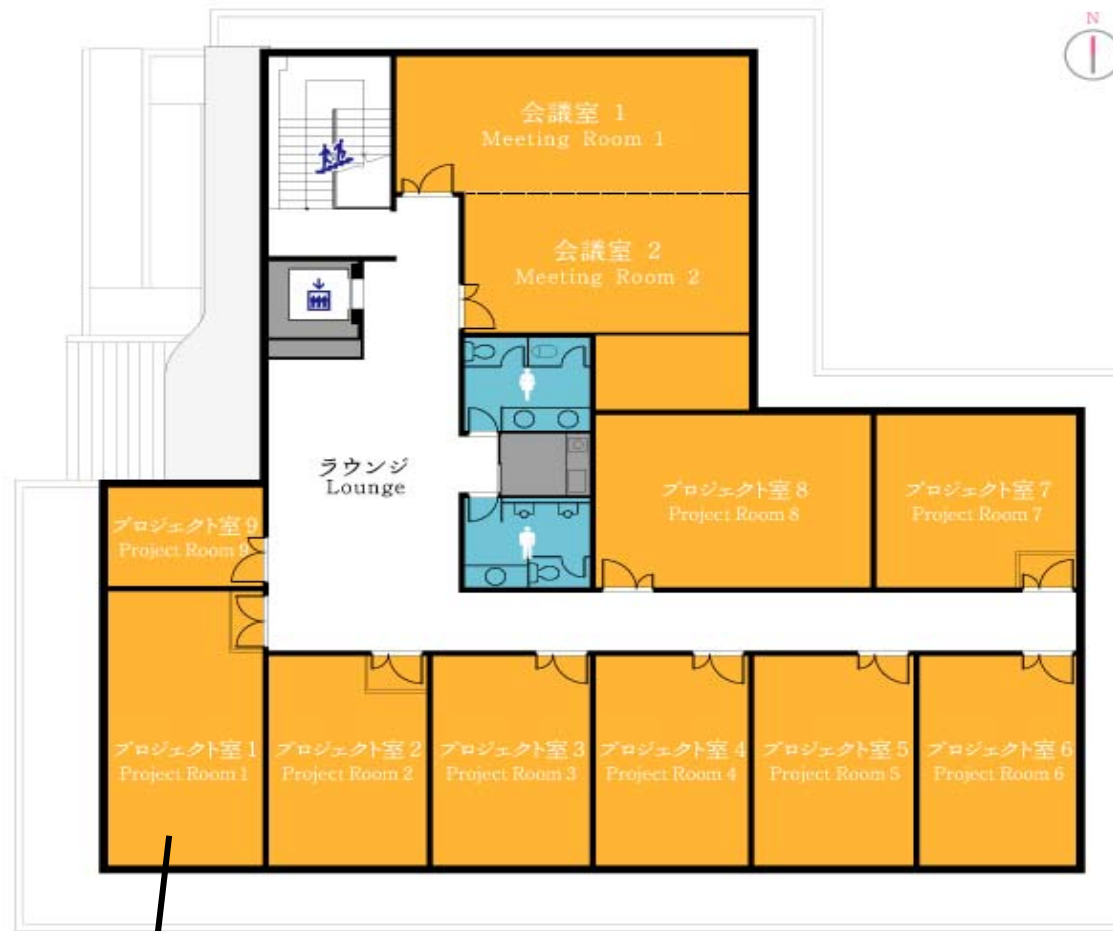 N
会議室 1
Meeting Room 1
会議室 2
Meeting Room 2
ラウンジ
Lounge
プロジェクト室 8
Project Room 8
プロジェクト室 7
Project Room 7
プロジェクト室 9
Project Room 9
プロジェクト室 1
Project Room 1
プロジェクト室 2
Project Room 2
プロジェクト室 3
Project Room 3
プロジェクト室 4
Project Room 4
プロジェクト室 5
Project Room 5
プロジェクト室 6
Project Room 6